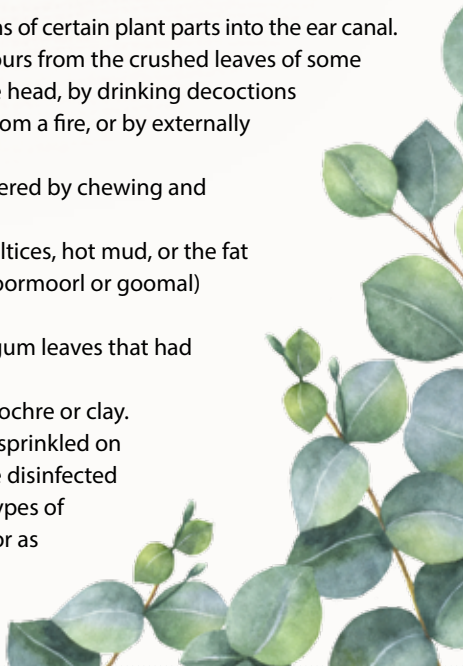 ns of certain plant parts into the ear canal.
ours from the crushed leaves of some
head, by drinking decoctions
om a fire, or by externally
ered by chewing and
ltices, hot mud, or the fat
oormoorl or goomal)
gum leaves that had
ochre or clay.
sprinkled on
disinfected
ypes of
or as